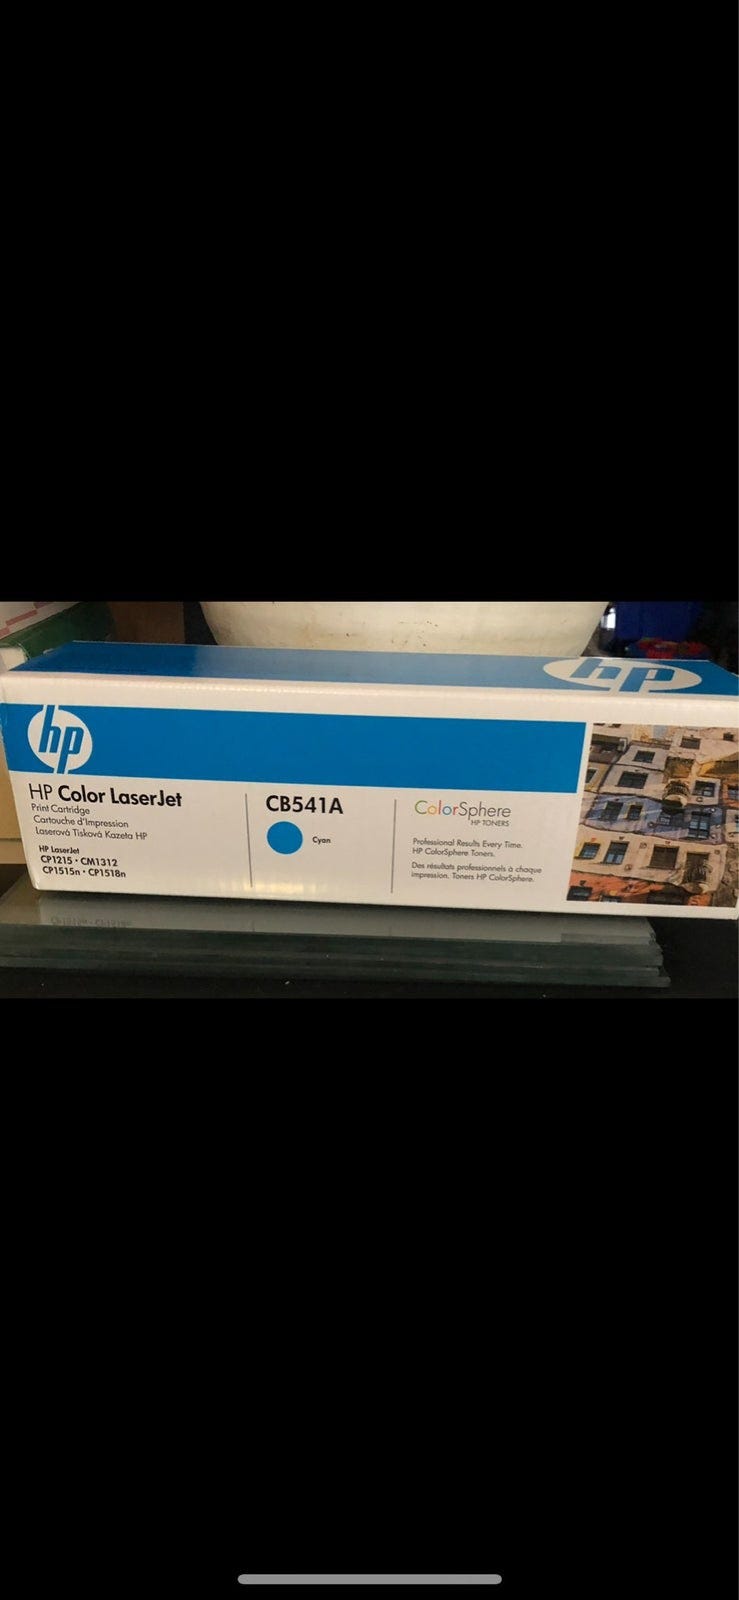 hp
hp
HP Color LaserJet
Print Cartridge
Cartouche d'Impression
Laserová Tisková Kazeta HP
HP LaserJet
CP1215 • CM1312
CP1515n • CP1518n
CB541A
Cyan
ColorSphere
HP TONERS
Professional Results Every Time.
HP ColorSphere Toners.
Des résultats professionnels à chaque
impression. Toners HP ColorSphere.